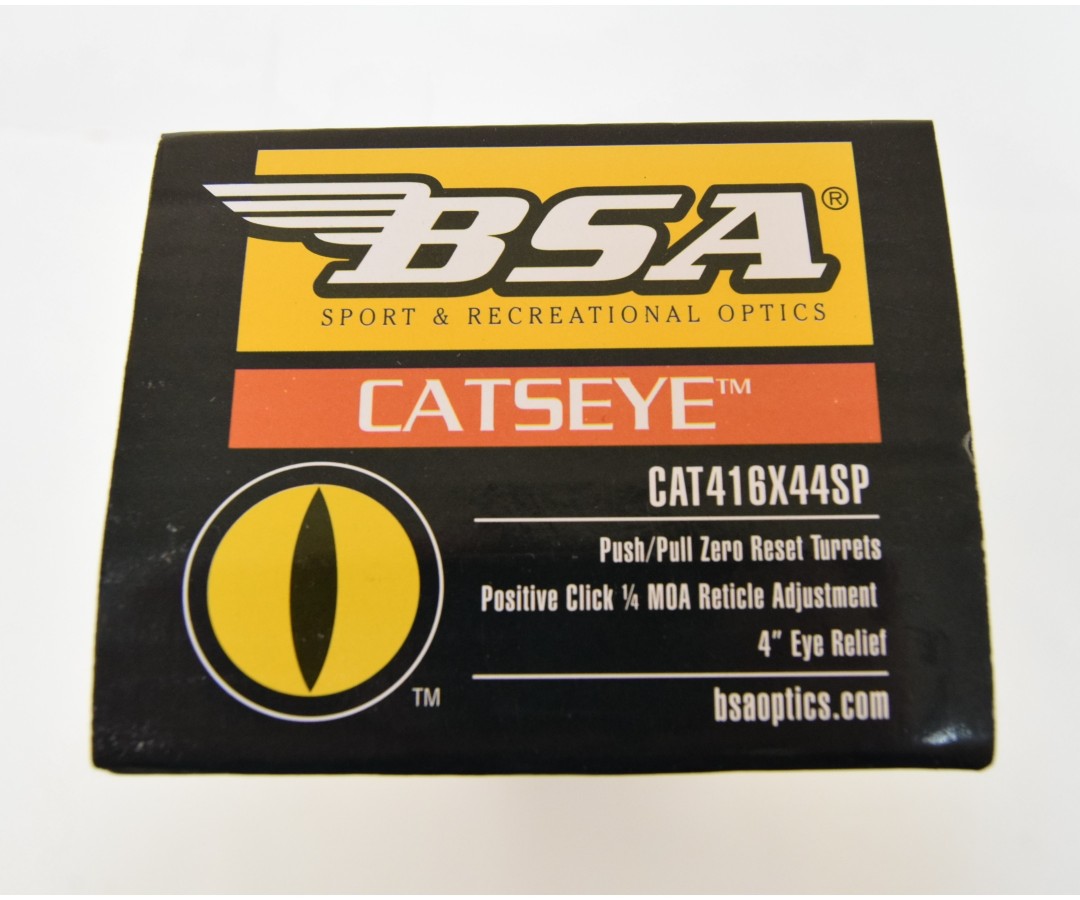 BSA®
SPORT & RECREATIONAL OPTICS
CATSEYE™
CAT416X44SP
Push/Pull Zero Reset Turrets
Positive Click ¼ MOA Reticle Adjustment
4" Eye Relief
TM
bsaoptics.com